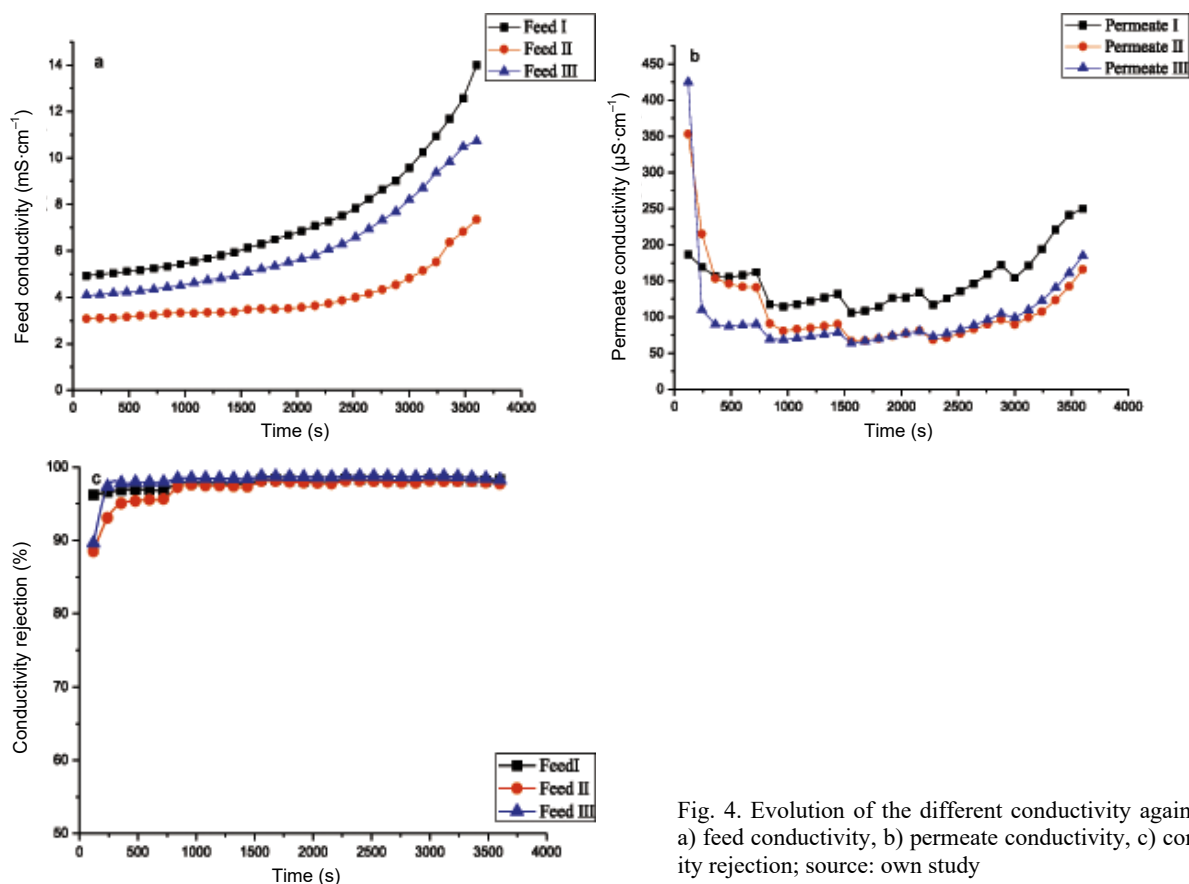 a
Feed I
Feed II
Feed III
Feed conductivity (mS·cm⁻¹)
14
12
10
8
6
4
2
0
0 500 1000 1500 2000 2500 3000 3500 4000
Time (s)
b
Permeate I
Permeate II
Permeate III
Permeate conductivity (µS·cm⁻¹)
450
400
350
300
250
200
150
100
50
0
0 500 1000 1500 2000 2500 3000 3500 4000
Time (s)
c
Conductivity rejection (%)
100
90
80
70
60
50
FeedI
Feed II
Feed III
0 500 1000 1500 2000 2500 3000 3500 4000
Time (s)
Fig. 4. Evolution of the different conductivity again
a) feed conductivity, b) permeate conductivity, c) con
ity rejection; source: own study